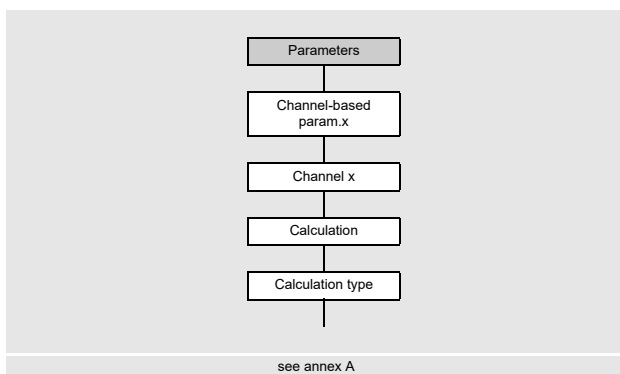 Parameters
Channel-based
param.x
Channel x
Calculation
Calculation type
see annex A